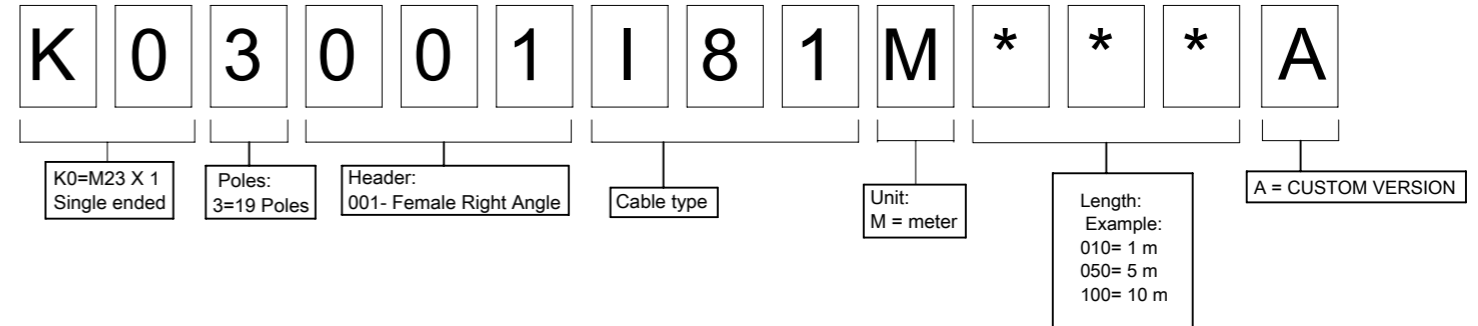 K 0 3 0 0 1 I 8 1 M * * * A
K0=M23 X 1
Single ended
Poles:
3=19 Poles
Header:
001- Female Right Angle
Cable type
Unit:
M = meter
Length:
Example:
010= 1 m
050= 5 m
100= 10 m
A = CUSTOM VERSION